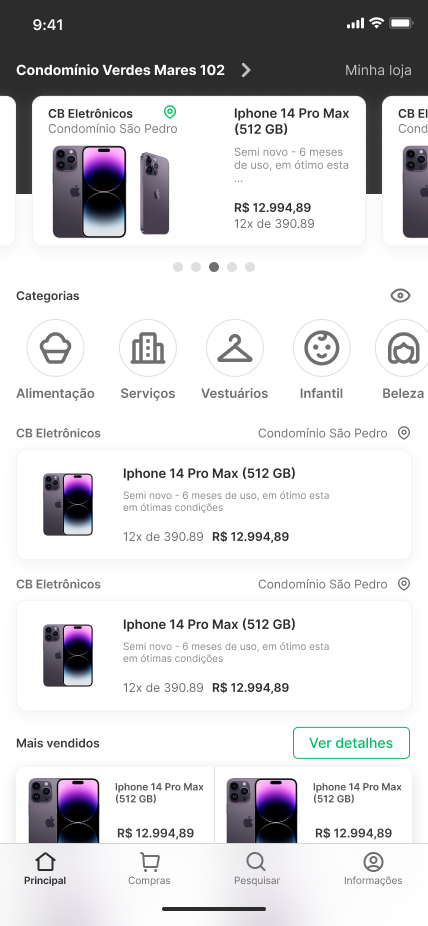 9:41
Condomínio Verdes Mares 102
Minha loja
CB Eletrônicos
Condomínio São Pedro
Iphone 14 Pro Max
(512 GB)
Semi novo - 6 meses
de uso, em ótimo esta
...
R$ 12.994,89
12x de 390.89
CB El
Cond
Categorias
Alimentação
Serviços
Vestuários
Infantil
Beleza
CB Eletrônicos
Condomínio São Pedro
Iphone 14 Pro Max (512 GB)
Semi novo - 6 meses de uso, em ótimo esta
em ótimas condições
12x de 390.89 R$ 12.994,89
CB Eletrônicos
Condomínio São Pedro
Iphone 14 Pro Max (512 GB)
Semi novo - 6 meses de uso, em ótimo esta
em ótimas condições
12x de 390.89 R$ 12.994,89
Mais vendidos
Ver detalhes
Iphone 14 Pro Max
(512 GB)
R$ 12.994,89
Iphone 14 Pro Max
(512 GB)
R$ 12.994,89
Principal
Compras
Pesquisar
Informações